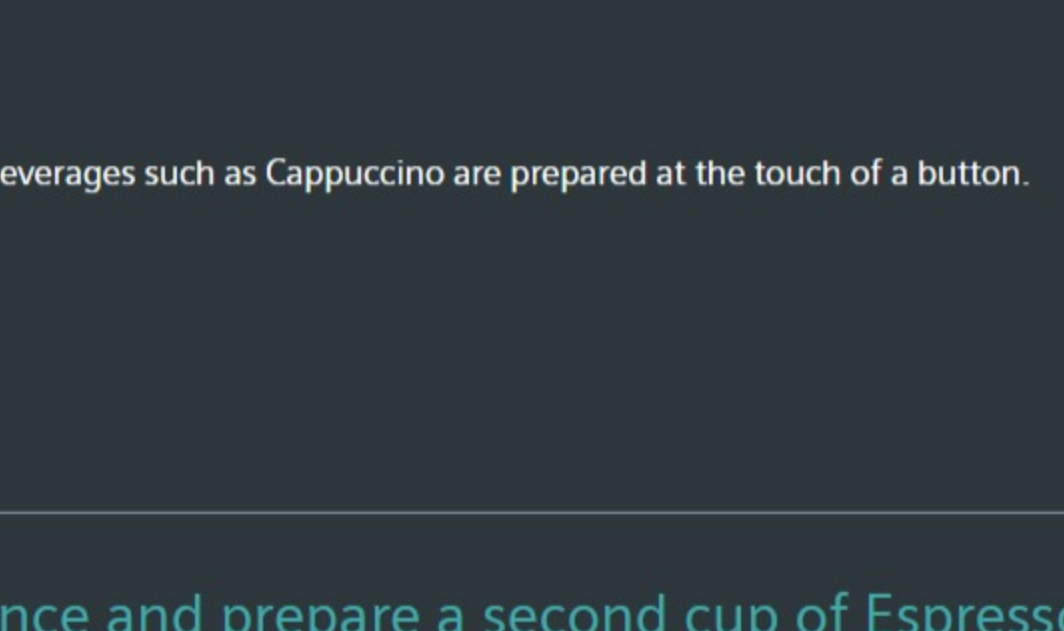 everages such as Cappuccino are prepared at the touch of a button.
nce and prepare a second cup of Espress